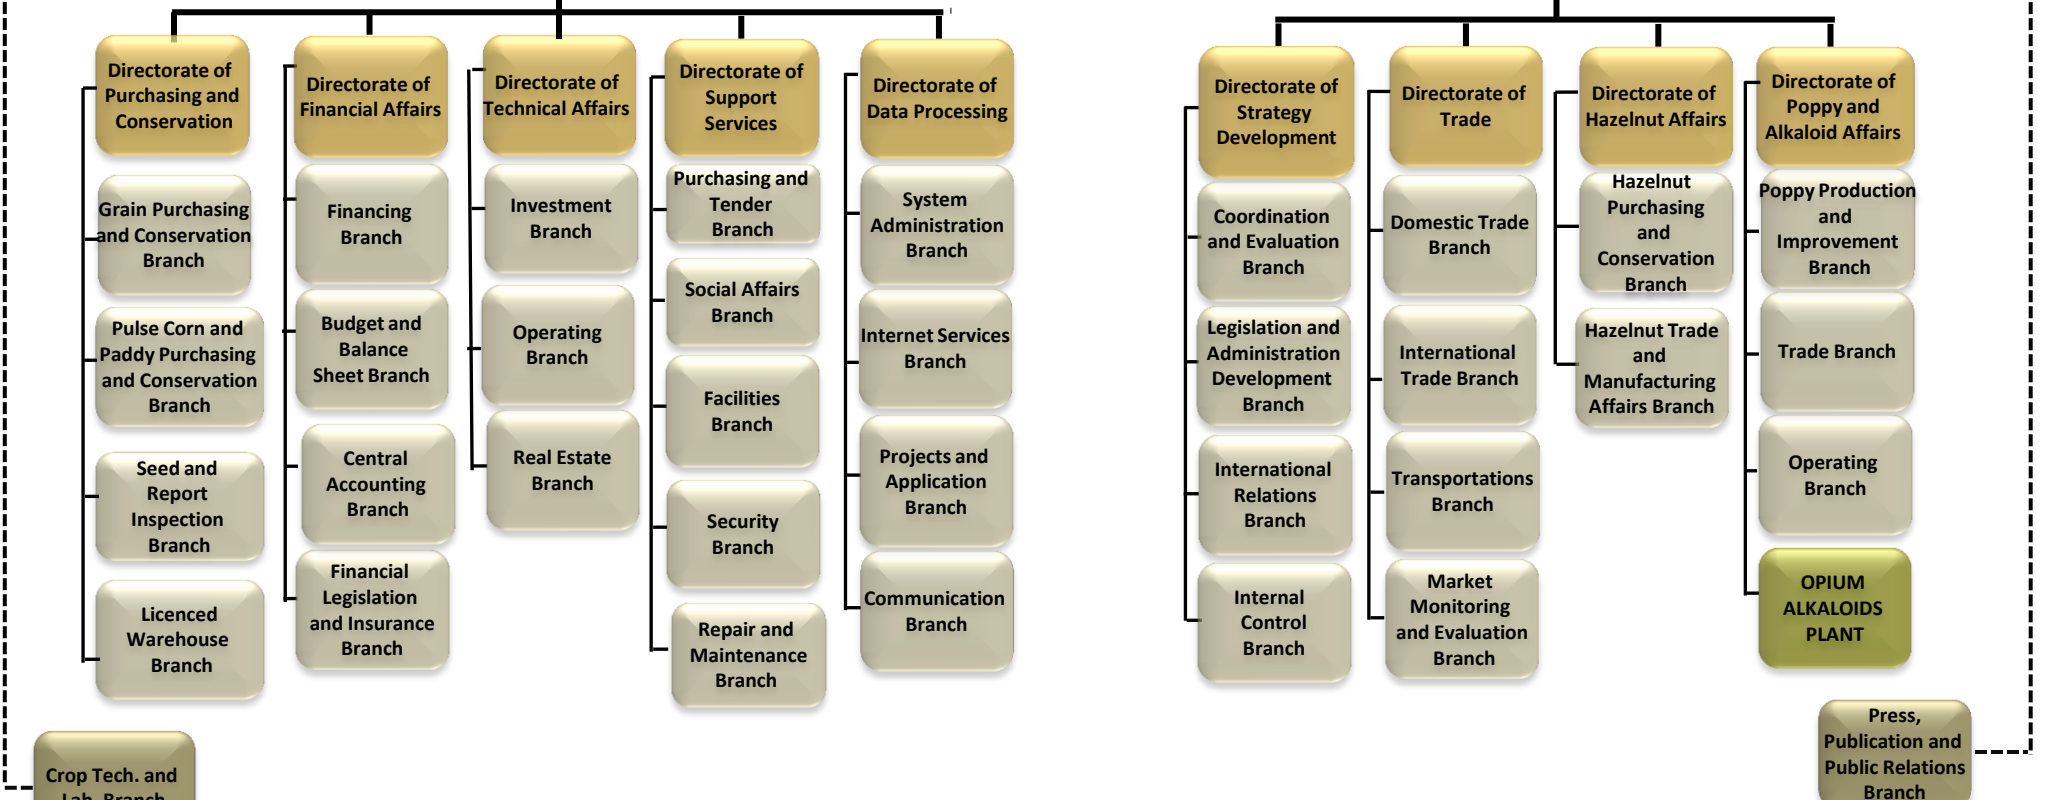 Directorate of
Purchasing and
Conservation
Grain Purchasing
and Conservation
Branch
Pulse Corn and
Paddy Purchasing
and Conservation
Branch
Seed and
Report
Inspection
Branch
Licenced
Warehouse
Branch
Directorate of
Financial Affairs
Financing
Branch
Budget and
Balance
Sheet Branch
Central
Accounting
Branch
Financial
Legislation
and Insurance
Branch
Directorate of
Technical Affairs
Investment
Branch
Operating
Branch
Real Estate
Branch
Directorate of
Support
Services
Purchasing and
Tender
Branch
Social Affairs
Branch
Facilities
Branch
Security
Branch
Repair and
Maintenance
Branch
Directorate of
Data Processing
System
Administration
Branch
Internet Services
Branch
Projects and
Application
Branch
Communication
Branch
Directorate of
Strategy
Development
Coordination
and Evaluation
Branch
Legislation and
Administration
Development
Branch
International
Relations
Branch
Internal
Control
Branch
Directorate of
Trade
Domestic Trade
Branch
International
Trade Branch
Transportations
Branch
Market
Monitoring
and Evaluation
Branch
Directorate of
Hazelnut Affairs
Hazelnut
Purchasing
and
Conservation
Branch
Hazelnut Trade
and
Manufacturing
Affairs Branch
Directorate of
Poppy and
Alkaloid Affairs
Poppy Production
and
Improvement
Branch
Trade Branch
Operating
Branch
OPIUM
ALKALOIDS
PLANT
Crop Tech. and
Lab. Branch
Press,
Publication and
Public Relations
Branch